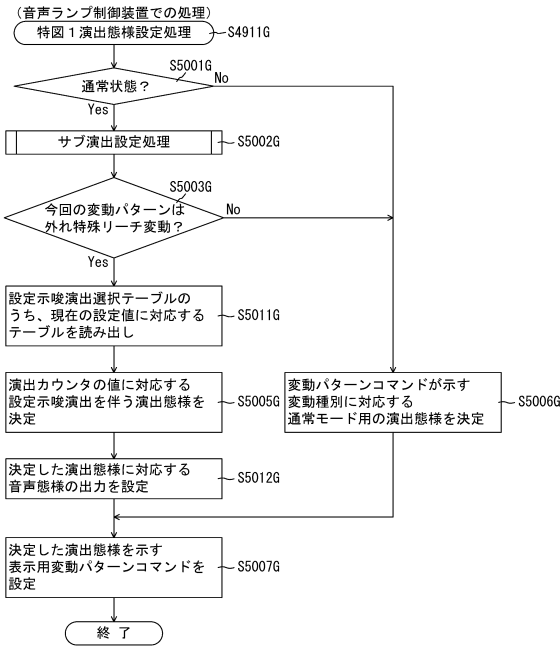 （音声ランプ制御装置での処理）
特図１演出態様設定処理
S4911G
S5001G
通常状態？
No
Yes
サブ演出設定処理
S5002G
S5003G
今回の変動パターンは
外れ特殊リーチ変動？
No
Yes
設定示唆演出選択テーブルの
うち、現在の設定値に対応する
テーブルを読み出し
S5011G
演出カウンタの値に対応する
設定示唆演出を伴う演出態様を
決定
S5005G
変動パターンコマンドが示す
変動種別に対応する
通常モード用の演出態様を決定
S5006G
決定した演出態様に対応する
音声態様の出力を設定
S5012G
決定した演出態様を示す
表示用変動パターンコマンドを
設定
S5007G
終 了